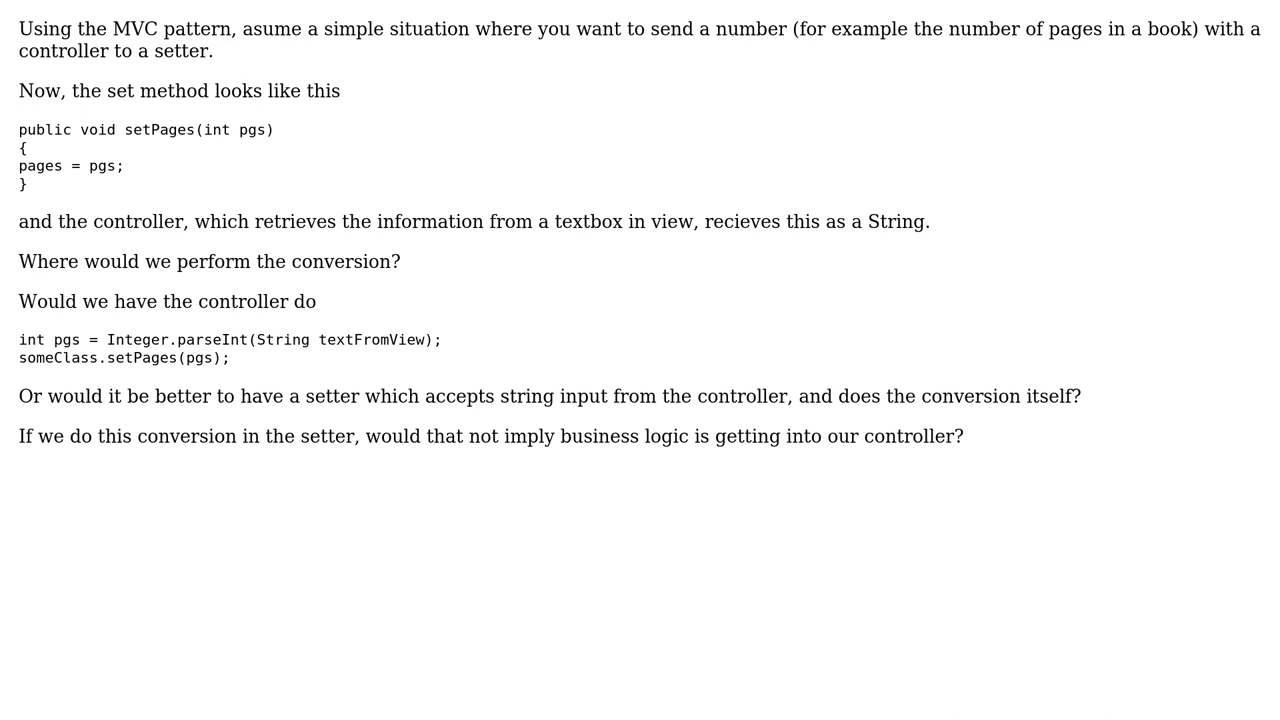 Using the MVC pattern, asume a simple situation where you want to send a number (for example the number of pages in a book) with a
controller to a setter.
Now, the set method looks like this
public void setPages(int pgs)
{
pages = pgs;
}
and the controller, which retrieves the information from a textbox in view, recieves this as a String.
Where would we perform the conversion?
Would we have the controller do
int pgs = Integer.parseInt(String textFromView);
someClass.setPages(pgs);
Or would it be better to have a setter which accepts string input from the controller, and does the conversion itself?
If we do this conversion in the setter, would that not imply business logic is getting into our controller?